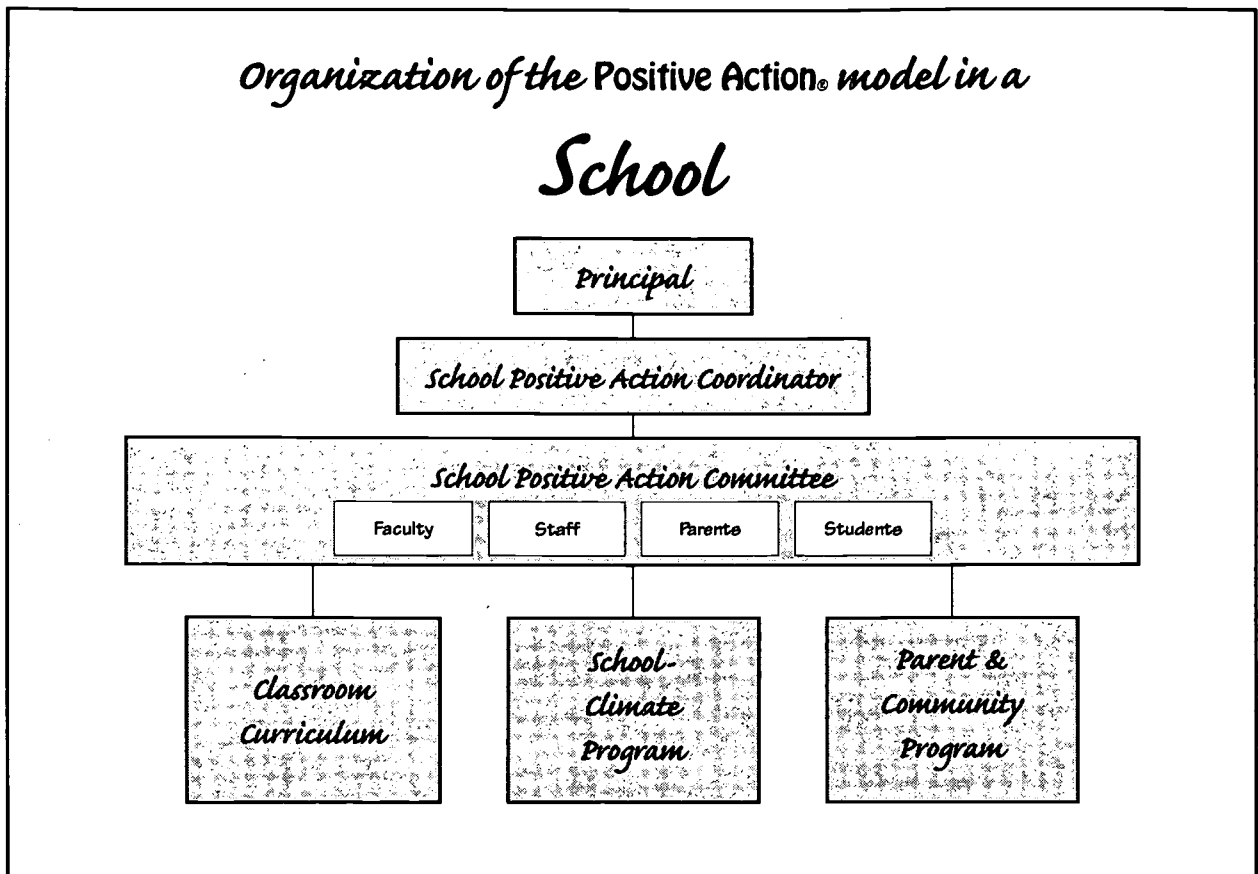 Organization of the Positive Action® model in a
School
Principal
School Positive Action Coordinator
School Positive Action Committee
Faculty Staff Parents Students
Classroom
Curriculum
School-
Climate
Program
Parent &
Community
Program